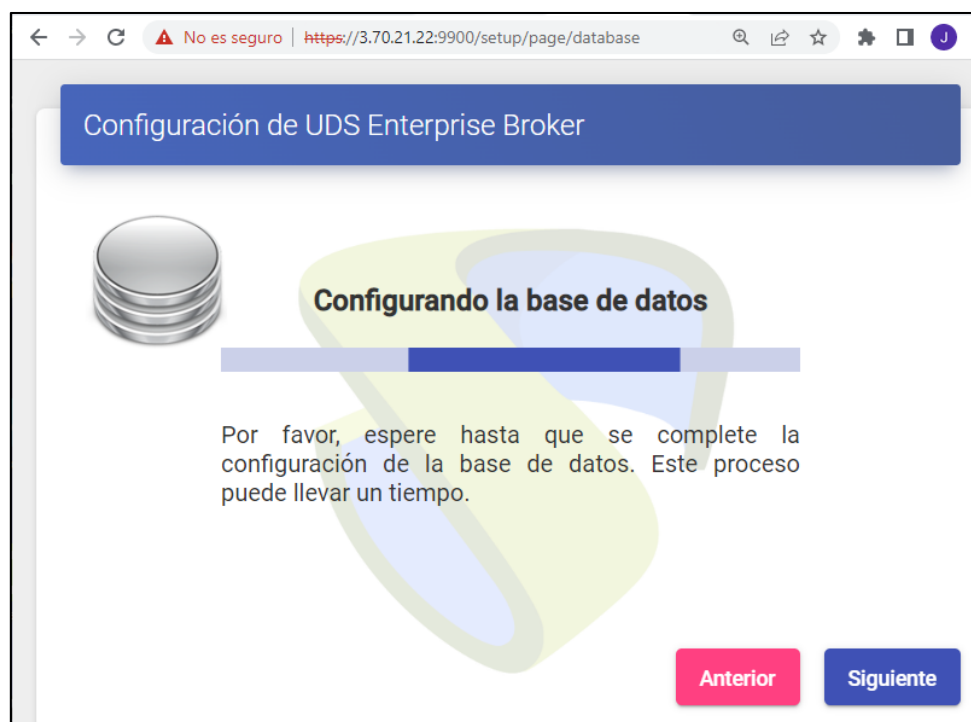 No es seguro | https://3.70.21.22:9900/setup/page/database
J
Configuración de UDS Enterprise Broker
Configurando la base de datos
Por favor, espere hasta que se complete la
configuración de la base de datos. Este proceso
puede llevar un tiempo.
Anterior
Siguiente